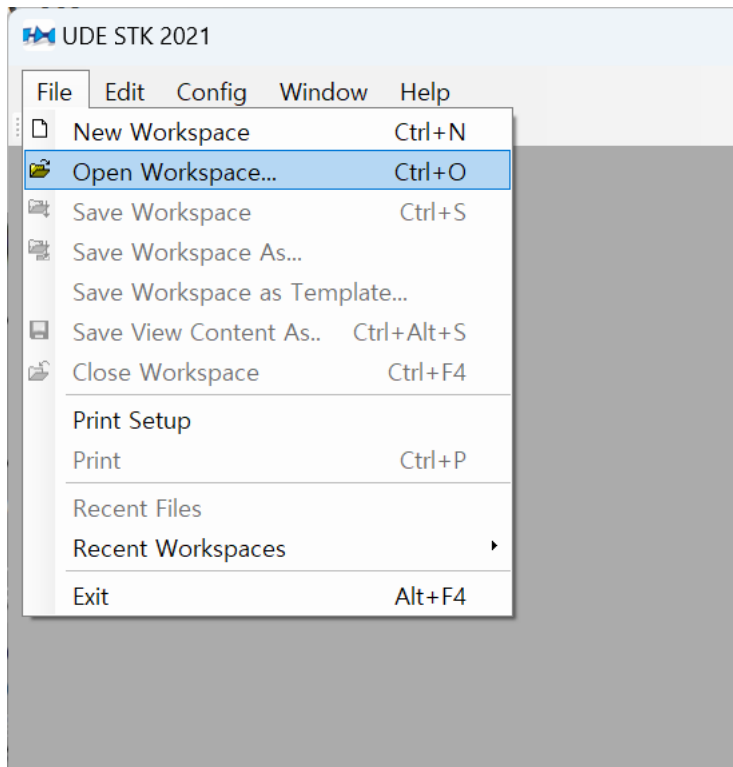 UDE STK 2021
File Edit Config Window Help
New Workspace Ctrl+N
Open Workspace... Ctrl+O
Save Workspace Ctrl+S
Save Workspace As...
Save Workspace as Template...
Save View Content As.. Ctrl+Alt+S
Close Workspace Ctrl+F4
Print Setup
Print Ctrl+P
Recent Files
Recent Workspaces
Exit Alt+F4